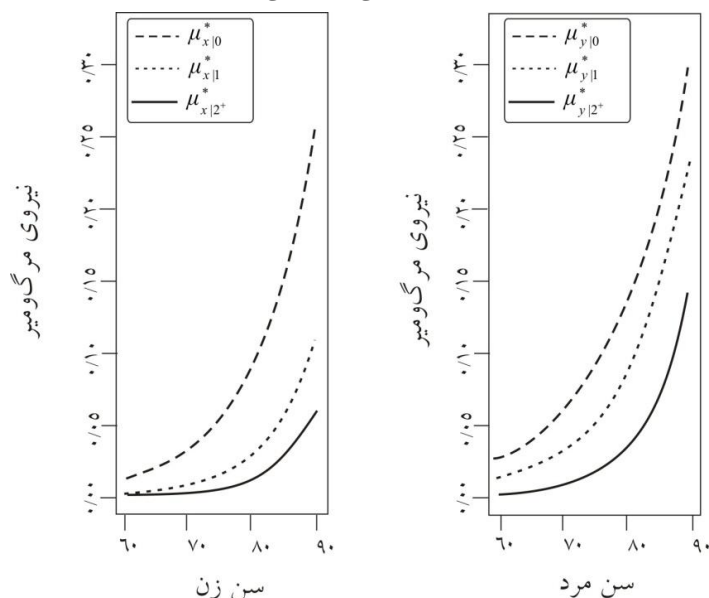 μ*x|0
μ*x|1
μ*x|2+
نیروی مرگ‌ومیر
۰/۳۰
۰/۲۵
۰/۲۰
۰/۱۵
۰/۱۰
۰/۰۵
۰/۰۰
۶۰ ۷۰ ۸۰ ۹۰
سن زن
μ*y|0
μ*y|1
μ*y|2+
نیروی مرگ‌ومیر
۰/۳۰
۰/۲۵
۰/۲۰
۰/۱۵
۰/۱۰
۰/۰۵
۰/۰۰
۶۰ ۷۰ ۸۰ ۹۰
سن مرد